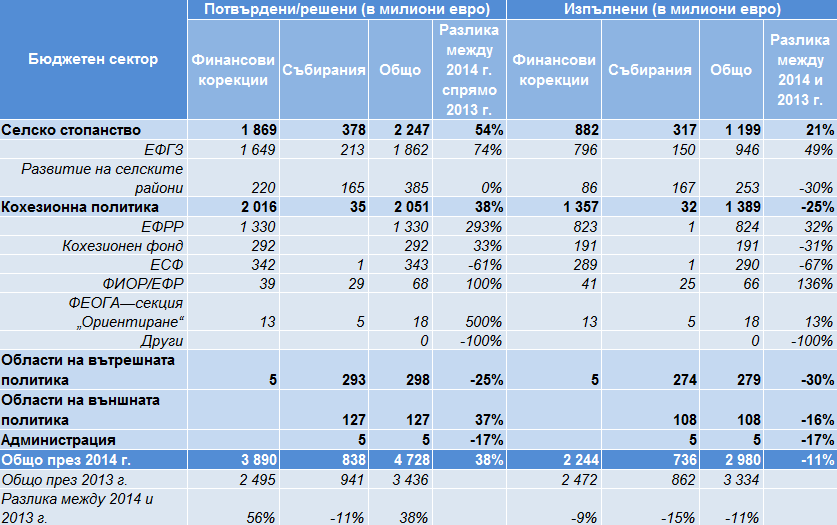 Бюджетен сектор Потвърдени/решени (в милиони евро) Изпълнени (в милиони евро)
Финансови корекции Събирания Общо Разлика между 2014 г. спрямо 2013 г. Финансови корекции Събирания Общо Разлика между 2014 и 2013 г.
Селско стопанство 1 869 378 2 247 54% 882 317 1 199 21%
ЕФГЗ 1 649 213 1 862 74% 796 150 946 49%
Развитие на селските
райони 220 165 385 0% 86 167 253 -30%
Кохезионна политика 2 016 35 2 051 38% 1 357 32 1 389 -25%
ЕФРР 1 330 1 330 293% 823 1 824 32%
Кохезионен фонд 292 292 33% 191 191 -31%
ЕСФ 342 1 343 -61% 289 1 290 -67%
ФИОР/ЕФР 39 29 68 100% 41 25 66 136%
ФЕОГА—секция
„Ориентиране“ 13 5 18 500% 13 5 18 13%
Други 0 -100% 0 -100%
Области на вътрешната
политика 5 293 298 -25% 5 274 279 -30%
Области на външната
политика 127 127 37% 108 108 -16%
Администрация 5 5 -17% 5 5 -17%
Общо през 2014 г. 3 890 838 4 728 38% 2 244 736 2 980 -11%
Общо през 2013 г. 2 495 941 3 436 2 472 862 3 334
Разлика между 2014 и
2013 г. 56% -11% 38% -9% -15% -11%